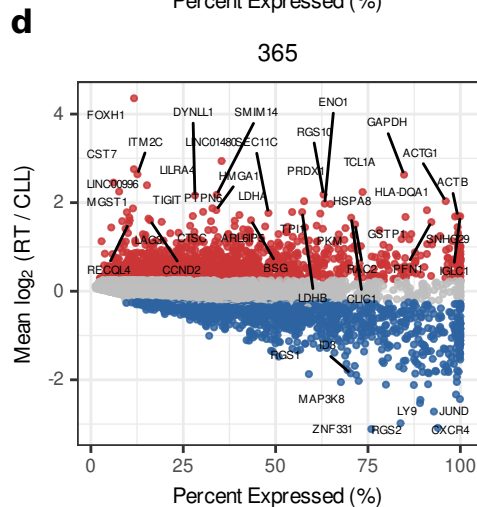 Percent Expressed (%)
d
365
ENO1
FOXH1 DYNLL1 SMIM14
GAPDH
RGS10
ITM2C LINC01480 SEC11C
CST7 TCL1A ACTG1
LILRA4 PRDX1
HMGA1
LINC00996 ACTB
HLA-DQA1
MGST1 TIGIT PTPN6 LDHA HSPA8
TPI1 GSTP1
LAG3 CTSC ARL6IP5 PKM SNHG29
RECQL4 CCND2 BSG RAC2 PFN1 IGLC1
LDHB CLIC1
RGS1 ID3
MAP3K8
LY9 JUND
ZNF331 RGS2 CXCR4
4
2
0
-2
Mean log2 (RT / CLL)
0 25 50 75 100
Percent Expressed (%)